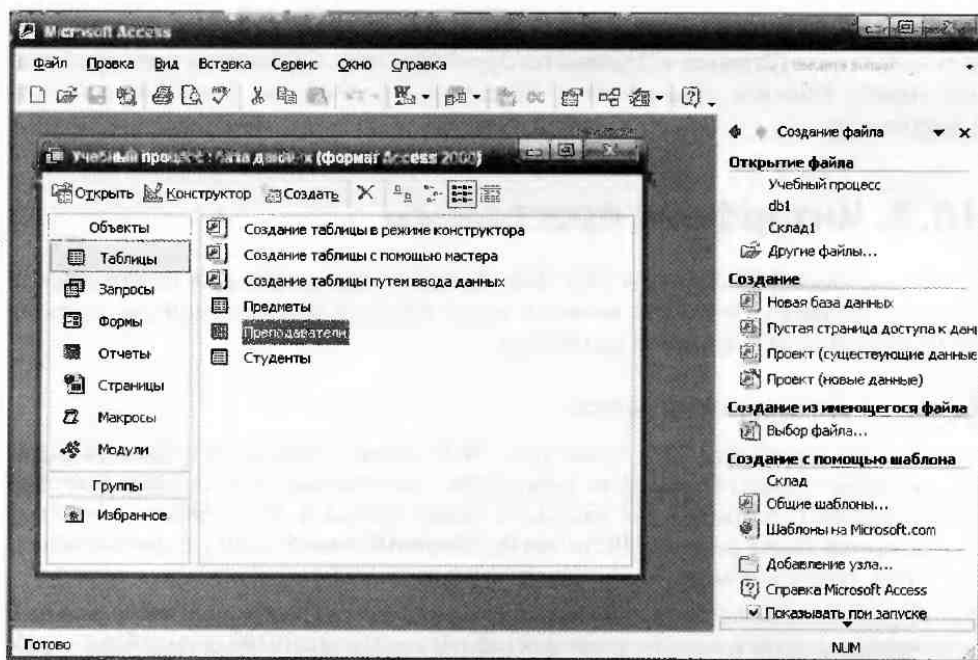 Microsoft Access
Файл Правка Вид Вставка Сервис Окно Справка
Учебный процесс : база данных (формат Access 2000)
Открыть Конструктор Создать
Объекты
Таблицы
Запросы
Формы
Отчеты
Страницы
Макросы
Модули
Группы
Избранное
Создание таблицы в режиме конструктора
Создание таблицы с помощью мастера
Создание таблицы путем ввода данных
Предметы
Преподаватели
Студенты
Создание файла
Открытие файла
Учебный процесс
db1
Склад1
Другие файлы...
Создание
Новая база данных
Пустая страница доступа к данн
Проект (существующие данные
Проект (новые данные)
Создание из имеющегося файла
Выбор файла...
Создание с помощью шаблона
Склад
Общие шаблоны...
Шаблоны на Microsoft.com
Добавление узла...
Справка Microsoft Access
Показывать при запуске
Готово
NUM